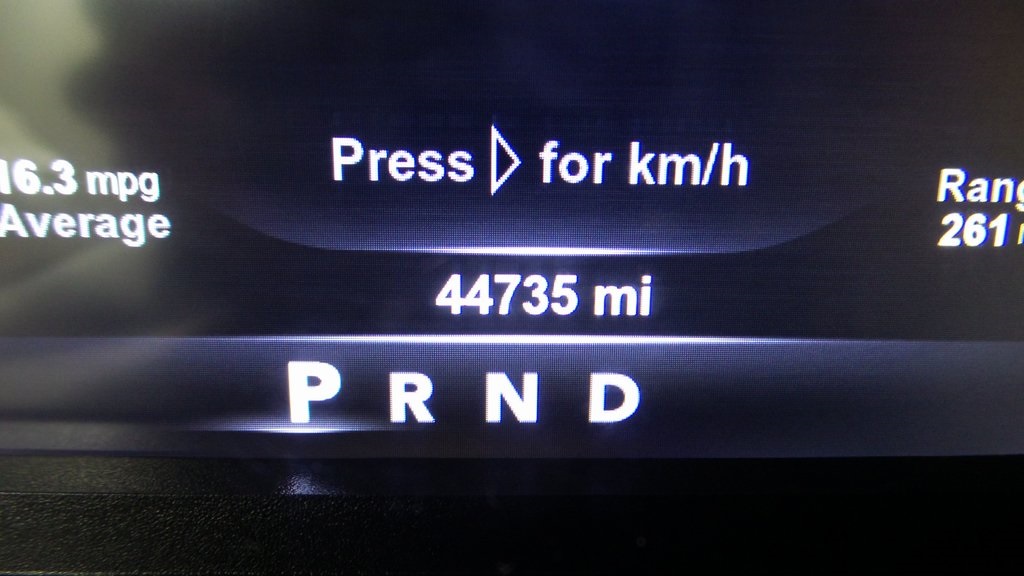 Press ▷ for km/h
16.3 mpg
Average
261
44735 mi
P R N D